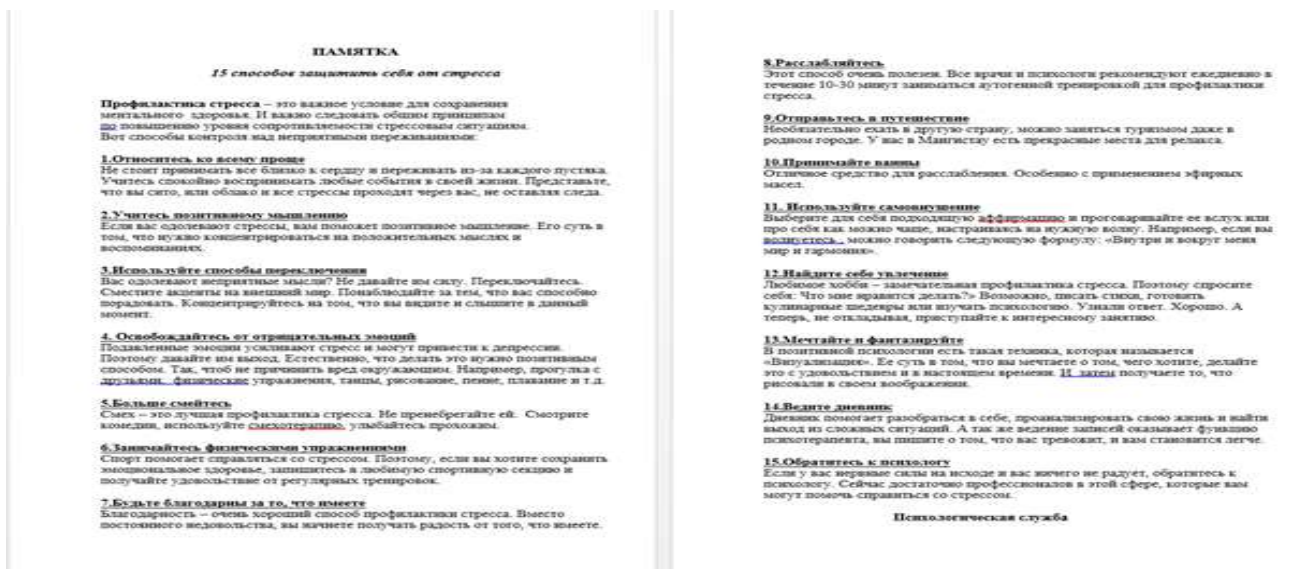 ПАМЯТКА
15 способов защитить себя от стресса
Профилактика стресса – это важное условие для сохранения
ментального здоровья. И важно следовать общим принципам
по повышению уровня сопротивляемости стрессовым ситуациям.
Вот способы контроля над неприятными переживаниями:
1.Относитесь ко всему проще
Не стоит принимать все близко к сердцу и переживать из-за каждого пустяка.
Учитесь спокойно воспринимать любые события в своей жизни. Представьте,
что вы сито, или облако и все стрессы проходят через вас, не оставляя следа.
2.Учитесь позитивному мышлению
Если вас одолевают стрессы, вам поможет позитивное мышление. Его суть в
том, что нужно концентрироваться на положительных мыслях и
воспоминаниях.
3.Используйте способы переключения
Вас одолевают неприятные мысли? Не давайте им силу. Переключайтесь.
Сместите акценты на внешний мир. Понаблюдайте за тем, что вас способно
порадовать. Концентрируйтесь на том, что вы видите и слышите в данный
момент.
4. Освобождайтесь от отрицательных эмоций
Подавленные эмоции усиливают стресс и могут привести к депрессии.
Поэтому давайте им выход. Естественно, что делать это нужно позитивным
способом. Так, чтоб не причинить вред окружающим. Например, прогулка с
друзьями, физические упражнения, танцы, рисование, пение, плавание и т.д.
5.Больше смейтесь
Смех – это лучшая профилактика стресса. Не пренебрегайте ей. Смотрите
комедии, используйте смехотерапию, улыбайтесь прохожим.
6.Занимайтесь физическими упражнениями
Спорт помогает справляться со стрессом. Поэтому, если вы хотите сохранить
эмоциональное здоровье, запишитесь в любимую спортивную секцию и
получайте удовольствие от регулярных тренировок.
7.Будьте благодарны за то, что имеете
Благодарность – очень хороший способ профилактики стресса. Вместо
постоянного недовольства, вы начнете получать радость от того, что имеете.
8.Расслабляйтесь
Этот способ очень полезен. Все врачи и психологи рекомендуют ежедневно в
течение 10-30 минут заниматься аутогенной тренировкой для профилактики
стресса.
9.Отправьтесь в путешествие
Необязательно ехать в другую страну, можно заняться туризмом даже в
родном городе. У нас в Мангистау есть прекрасные места для релакса.
10.Принимайте ванны
Отличное средство для расслабления. Особенно с применением эфирных
масел.
11. Используйте самовнушение
Выберите для себя подходящую аффирмацию и проговаривайте ее вслух или
про себя как можно чаще, настраиваясь на нужную волну. Например, если вы
волнуетесь , можно говорить следующую формулу: «Внутри и вокруг меня
мир и гармония».
12.Найдите себе увлечение
Любимое хобби – замечательная профилактика стресса. Поэтому спросите
себя: Что мне нравится делать?» Возможно, писать стихи, готовить
кулинарные шедевры или изучать психологию. Узнали ответ. Хорошо. А
теперь, не откладывая, приступайте к интересному занятию.
13.Мечтайте и фантазируйте
В позитивной психологии есть такая техника, которая называется
«Визуализация». Ее суть в том, что вы мечтаете о том, чего хотите, делайте
это с удовольствием и в настоящем времени. И затем получаете то, что
рисовали в своем воображении.
14.Ведите дневник
Дневник помогает разобраться в себе, проанализировать свою жизнь и найти
выход из сложных ситуаций. А так же ведение записей оказывает функцию
психотерапевта, вы пишите о том, что вас тревожит, и вам становится легче.
15.Обратитесь к психологу
Если у вас нервные силы на исходе и вас ничего не радует, обратитесь к
психологу. Сейчас достаточно профессионалов в этой сфере, которые вам
могут помочь справиться со стрессом.
Психологическая служба